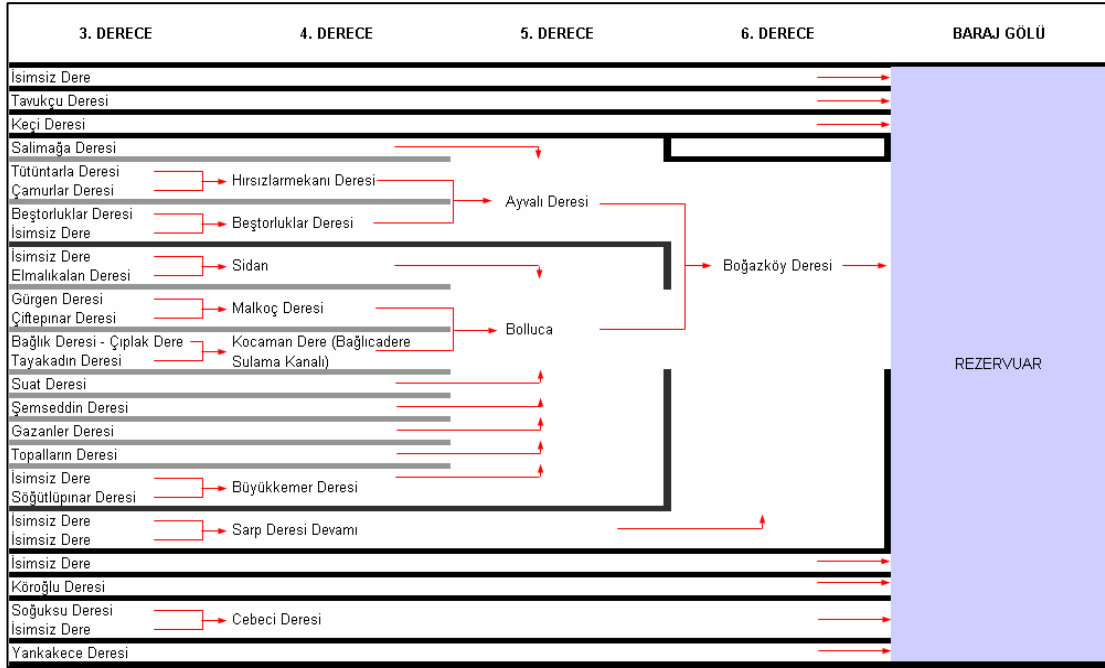 3. DERECE 4. DERECE 5. DERECE 6. DERECE BARAJ GÖLÜ
İsimsiz Dere
Tavukçu Deresi
Keçi Deresi
Salimağa Deresi
Tütüntarla Deresi
Çamurlar Deresi
Hırsızlarmekanı Deresi
Beştorluklar Deresi
İsimsiz Dere
Beştorluklar Deresi
Ayvalı Deresi
İsimsiz Dere
Elmalıkalan Deresi
Sidan
Boğazköy Deresi
Gürgen Deresi
Çiftepınar Deresi
Malkoç Deresi
Bolluca
Bağlık Deresi - Çıplak Dere
Tayakadın Deresi
Kocaman Dere (Bağlıcadere
Sulama Kanalı)
REZERVUAR
Suat Deresi
Şemseddin Deresi
Gazanler Deresi
Topalların Deresi
İsimsiz Dere
Söğütlüpınar Deresi
Büyükkemer Deresi
İsimsiz Dere
İsimsiz Dere
Sarp Deresi Devamı
İsimsiz Dere
Köroğlu Deresi
Soğuksu Deresi
İsimsiz Dere
Cebeci Deresi
Yankakece Deresi